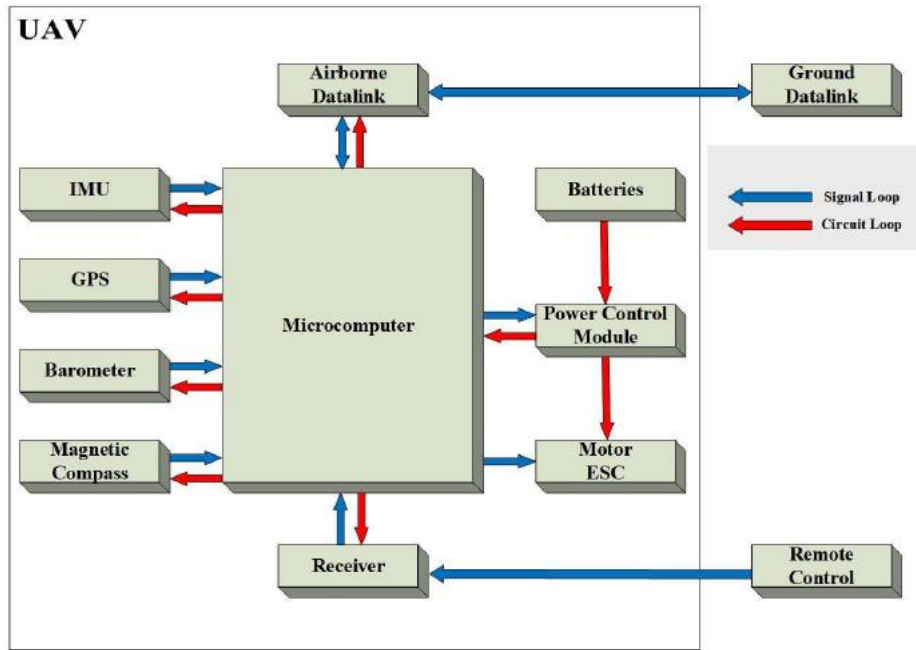 UAV
Airborne
Datalink
Ground
Datalink
IMU
Batteries
Signal Loop
Circuit Loop
GPS
Microcomputer
Power Control
Module
Barometer
Magnetic
Compass
Motor
ESC
Receiver
Remote
Control